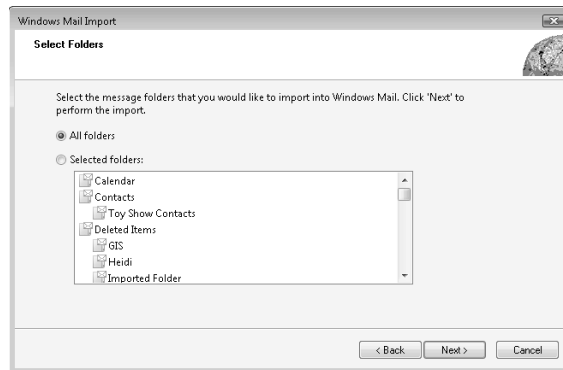 Windows Mail Import
Select Folders
Select the message folders that you would like to import into Windows Mail. Click 'Next' to
perform the import.
All folders
Selected folders:
Calendar
Contacts
Toy Show Contacts
Deleted Items
GIS
Heidi
Imported Folder
< Back Next > Cancel